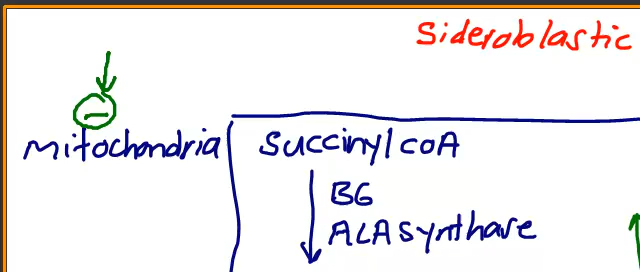 Sideroblastic
mitochondria
Succinyl coA
B6
ALA synthase